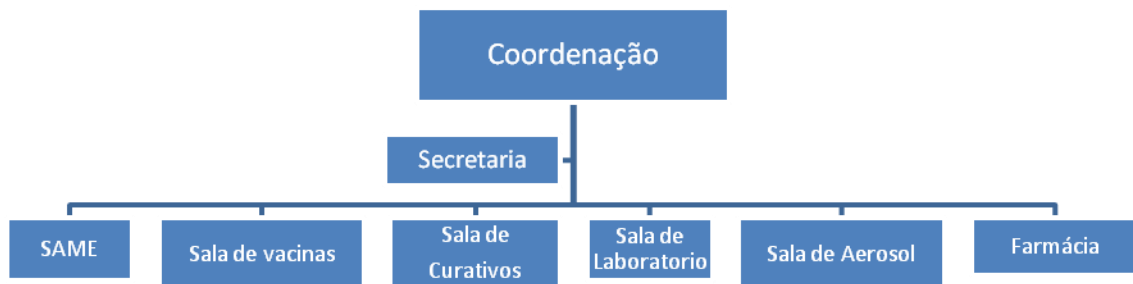 Coordenação
Secretaria
SAME
Sala de vacinas
Sala de
Curativos
Sala de
Laboratorio
Sala de Aerosol
Farmácia